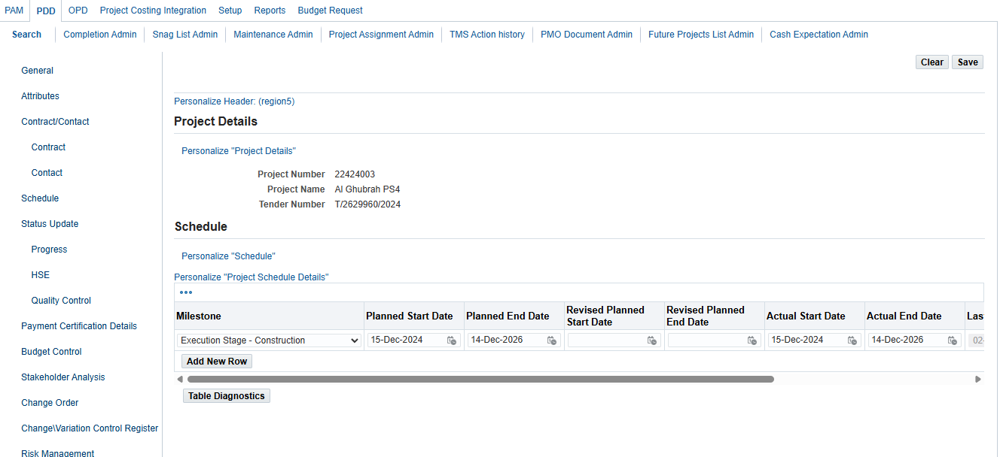 PAM PDD OPD Project Costing Integration Setup Reports Budget Request
Search Completion Admin Snag List Admin Maintenance Admin Project Assignment Admin TMS Action history PMO Document Admin Future Projects List Admin Cash Expectation Admin
Clear Save
General
Attributes
Contract/Contact
Contract
Contact
Schedule
Status Update
Progress
HSE
Quality Control
Payment Certification Details
Budget Control
Stakeholder Analysis
Change Order
Change\Variation Control Register
Risk Management
Personalize Header: (region5)
Project Details
Personalize "Project Details"
Project Number 22424003
Project Name Al Ghubrah PS4
Tender Number T/2629960/2024
Schedule
Personalize "Schedule"
Personalize "Project Schedule Details"
Milestone Planned Start Date Planned End Date Revised Planned Start Date Revised Planned End Date Actual Start Date Actual End Date Las
Execution Stage - Construction 15-Dec-2024 14-Dec-2026 15-Dec-2024 14-Dec-2026 02-
Add New Row
Table Diagnostics